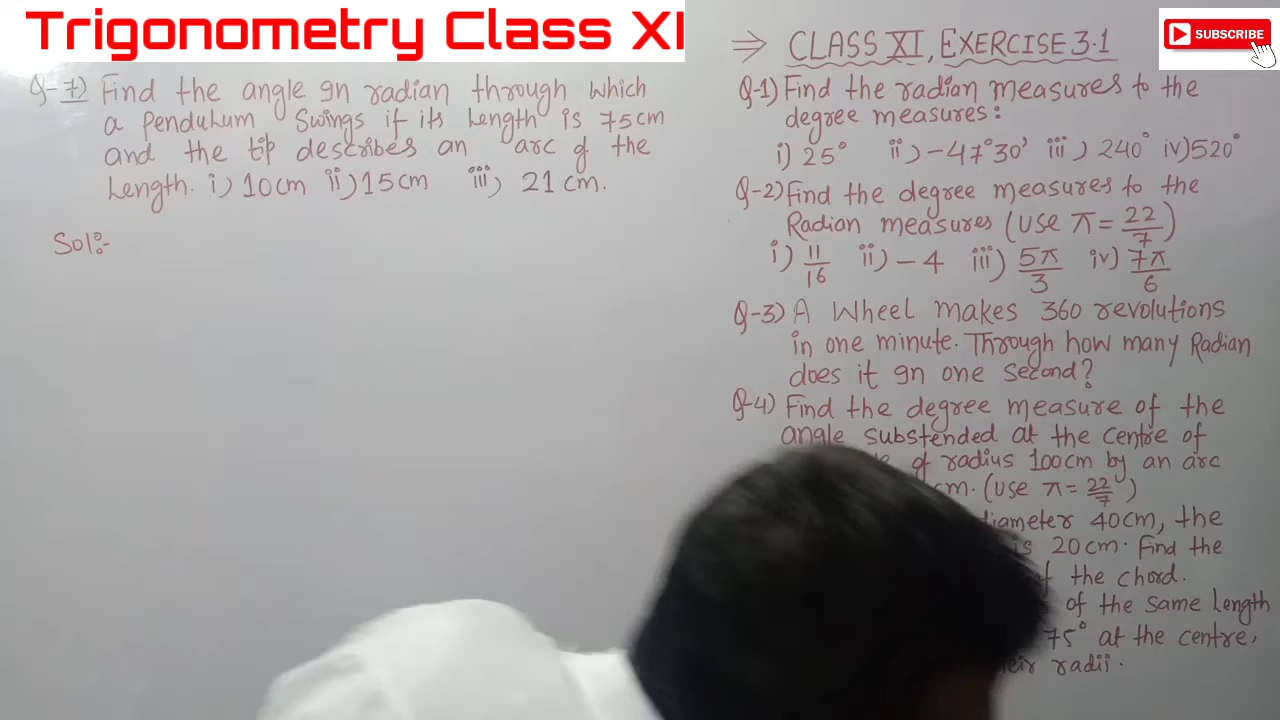 Trigonometry Class XI
SUBSCRIBE
Q-7) Find the angle gn radian through which
a Pendulum Swings if its Length is 75cm
and the tip describes an arc of the
Length. i) 10cm ii) 15cm iii) 21 cm.
Sol:-
⇒ CLASS XI, EXERCISE 3.1
Q-1) Find the radian measures to the
degree measures:
i) 25° ii) -47°30' iii) 240° iv) 520°
Q-2) Find the degree measures to the
Radian measures (use π = 22/7)
i) 11/16 ii) -4 iii) 5π/3 iv) 7π/6
Q-3) A Wheel makes 360 revolutions
in one minute. Through how many Radian
does it gn one second?
Q-4) Find the degree measure of the
angle substended at the centre of
of radius 100cm by an arc
cm. (use π = 22/7)
diameter 40cm, the
is 20cm. Find the
of the chord.
of the same length
75° at the centre,
their radii.